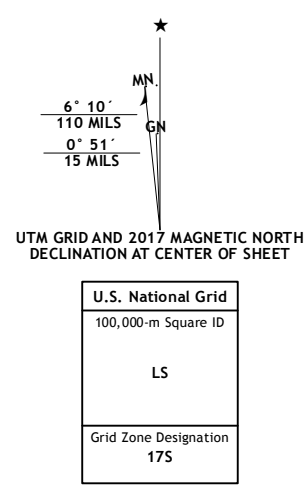 MN.
6° 10´
110 MILS
GN
0° 51´
15 MILS
UTM GRID AND 2017 MAGNETIC NORTH
DECLINATION AT CENTER OF SHEET
U.S. National Grid
100,000-m Square ID
LS
Grid Zone Designation
17S